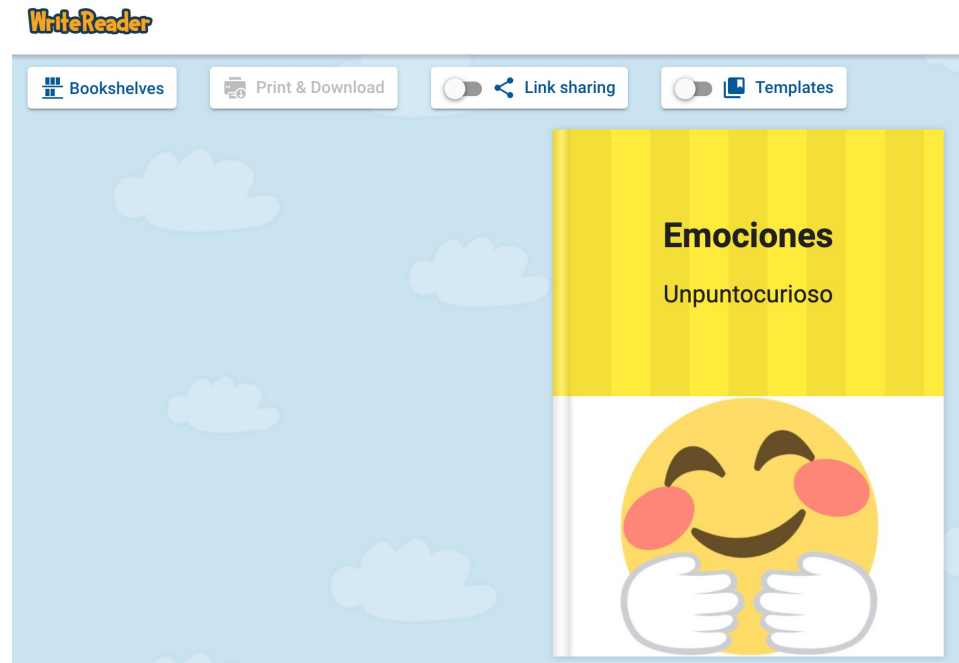 WriteReader
Bookshelves
Print & Download
Link sharing
Templates
Emociones
Unpuntocurioso